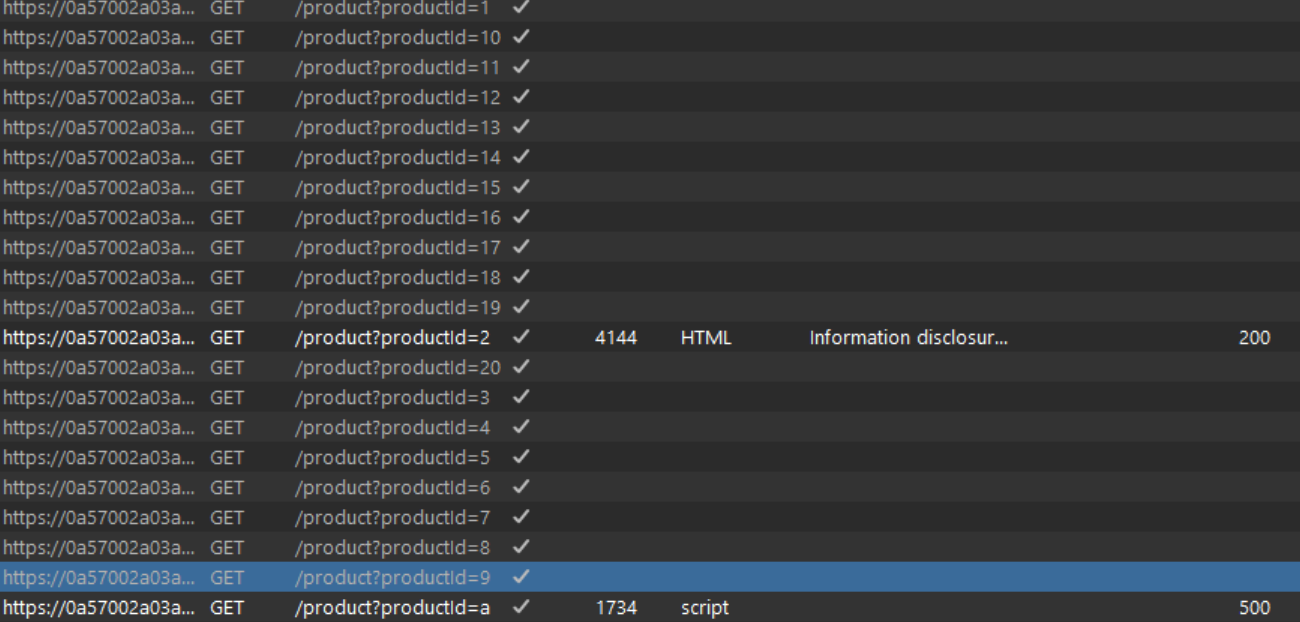 https://0a57002a03a... GET /product?productId=1 ✓
https://0a57002a03a... GET /product?productId=10 ✓
https://0a57002a03a... GET /product?productId=11 ✓
https://0a57002a03a... GET /product?productId=12 ✓
https://0a57002a03a... GET /product?productId=13 ✓
https://0a57002a03a... GET /product?productId=14 ✓
https://0a57002a03a... GET /product?productId=15 ✓
https://0a57002a03a... GET /product?productId=16 ✓
https://0a57002a03a... GET /product?productId=17 ✓
https://0a57002a03a... GET /product?productId=18 ✓
https://0a57002a03a... GET /product?productId=19 ✓
https://0a57002a03a... GET /product?productId=2 ✓ 4144 HTML Information disclosur... 200
https://0a57002a03a... GET /product?productId=20 ✓
https://0a57002a03a... GET /product?productId=3 ✓
https://0a57002a03a... GET /product?productId=4 ✓
https://0a57002a03a... GET /product?productId=5 ✓
https://0a57002a03a... GET /product?productId=6 ✓
https://0a57002a03a... GET /product?productId=7 ✓
https://0a57002a03a... GET /product?productId=8 ✓
https://0a57002a03a... GET /product?productId=9 ✓
https://0a57002a03a... GET /product?productId=a ✓ 1734 script 500